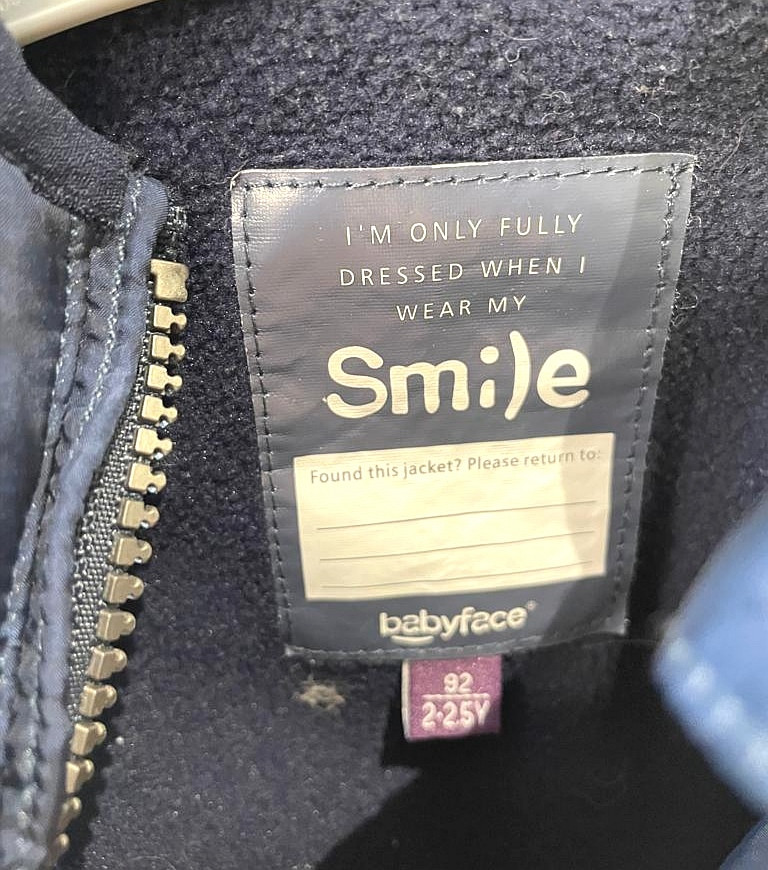 I'M ONLY FULLY
DRESSED WHEN I
WEAR MY
Smi)e
Found this jacket? Please return to:
babyface®
92
2-2.5Y